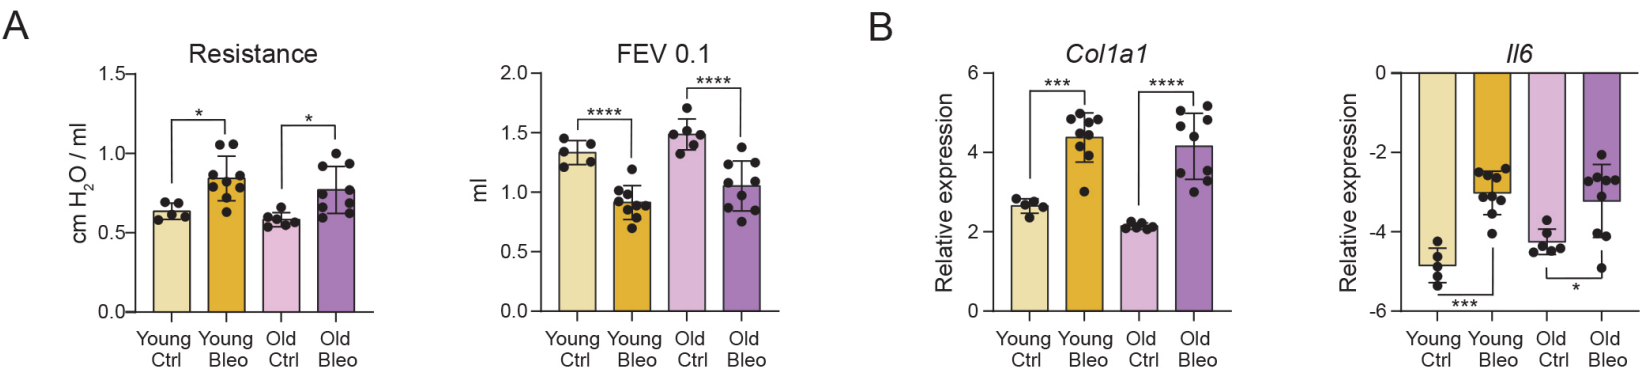 A
Resistance
cm H₂O / ml
1.5
1.0
0.5
0.0
*
*
Young Ctrl
Young Bleo
Old Ctrl
Old Bleo
FEV 0.1
ml
2.0
1.5
1.0
0.5
0.0
****
****
Young Ctrl
Young Bleo
Old Ctrl
Old Bleo
B
Col1a1
Relative expression
6
4
2
0
***
****
Young Ctrl
Young Bleo
Old Ctrl
Old Bleo
Il6
Relative expression
0
-2
-4
-6
***
*
Young Ctrl
Young Bleo
Old Ctrl
Old Bleo